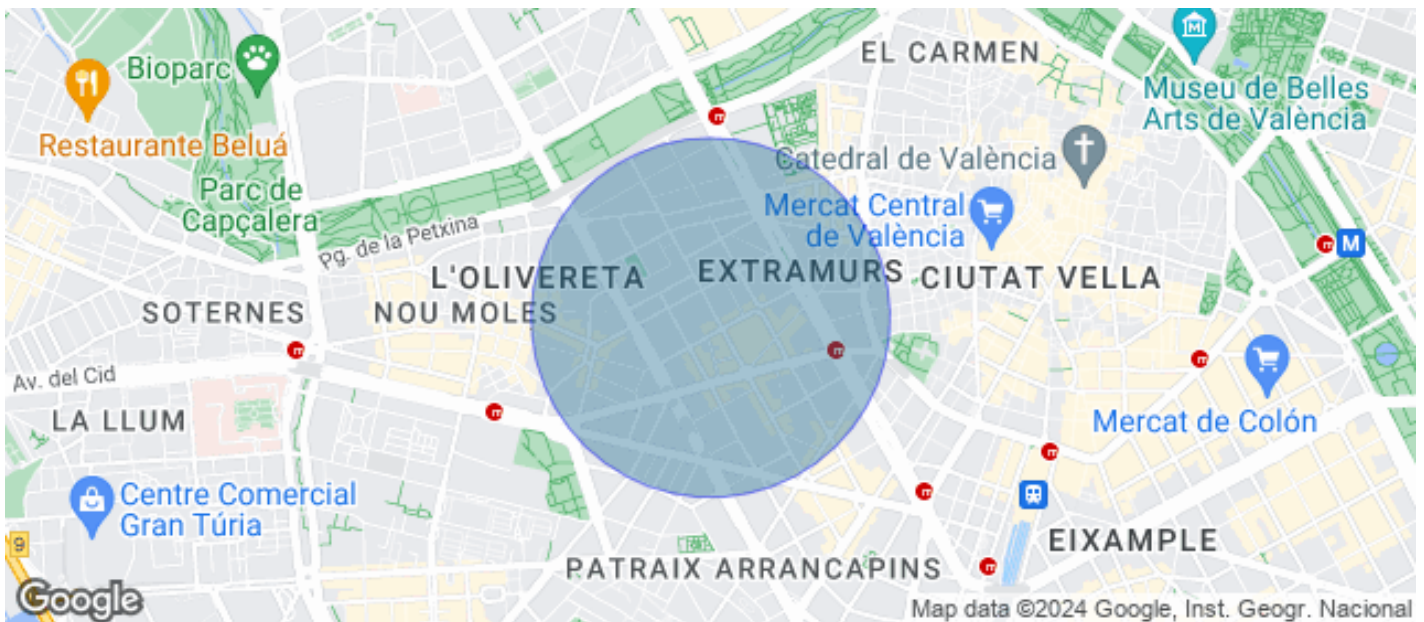 EL CARMEN
Bioparc
Museu de Belles
Arts de València
Restaurante Beluá
Catedral de València
Parc de
Capçalera
Mercat Central
de València
Pg. de la Petxina
M
L'OLIVERETA
EXTRAMURS
CIUTAT VELLA
SOTERNES
NOU MOLES
Av. del Cid
LA LLUM
Mercat de Colón
Centre Comercial
Gran Túria
9
EIXAMPLE
PATRAIX
ARRANCAPINS
Google
Map data ©2024 Google, Inst. Geogr. Nacional